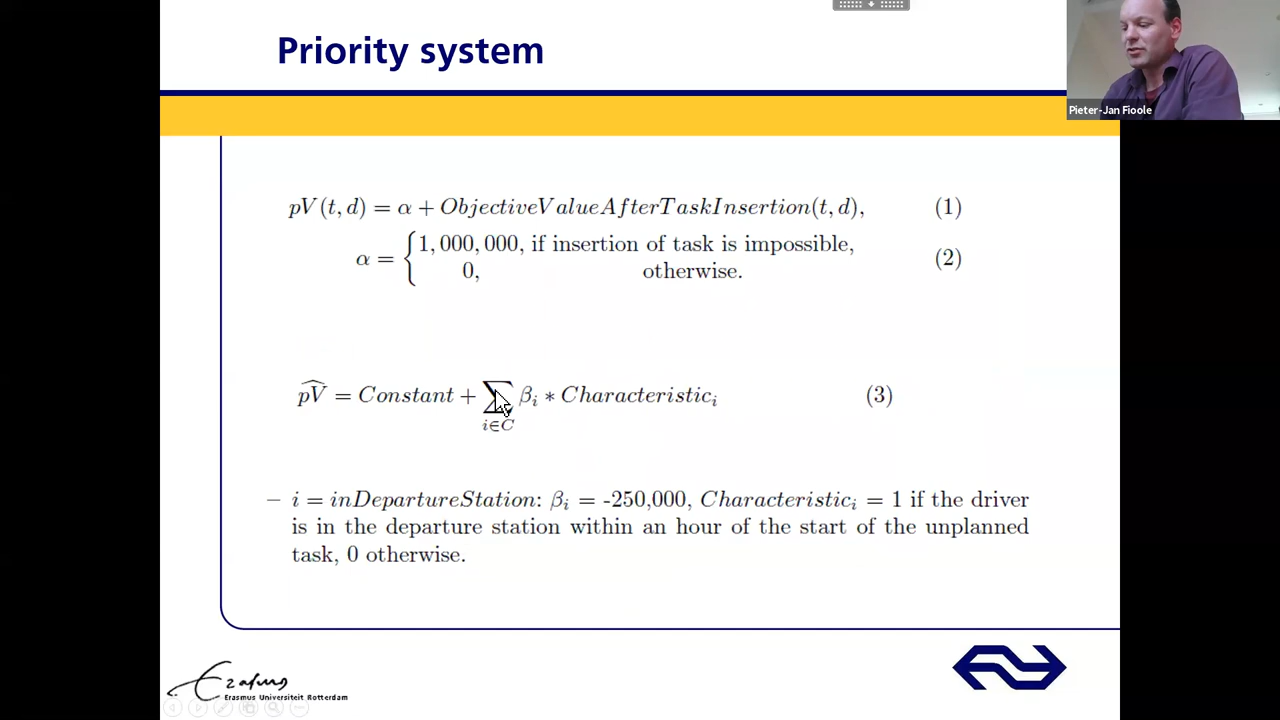 Priority system
Pieter-Jan Fioole
pV(t, d) = α + ObjectiveValueAfterTaskInsertion(t, d), (1)
α = { 1,000,000, if insertion of task is impossible,
0, otherwise. (2)
p̂V = Constant + ∑_{i∈C} β_i * Characteristic_i (3)
– i = inDepartureStation: β_i = -250,000, Characteristic_i = 1 if the driver
is in the departure station within an hour of the start of the unplanned
task, 0 otherwise.
Erasmus
Erasmus Universiteit Rotterdam